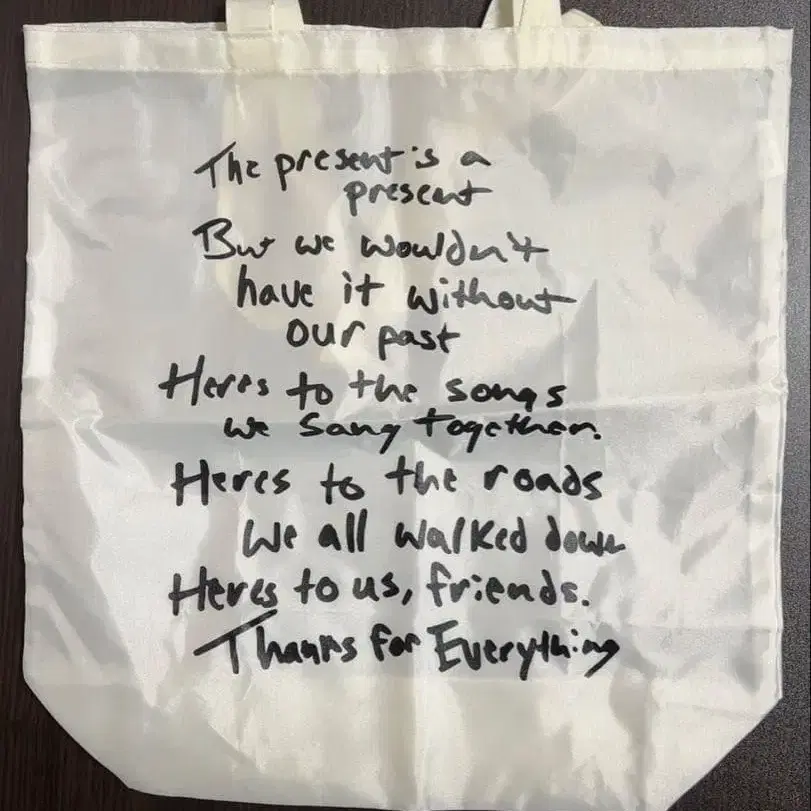 The present is a
present
But we wouldn't
have it without
our past
Heres to the songs
we sang together.
Heres to the roads
We all walked down
Heres to us, friends.
Thanks for Everything